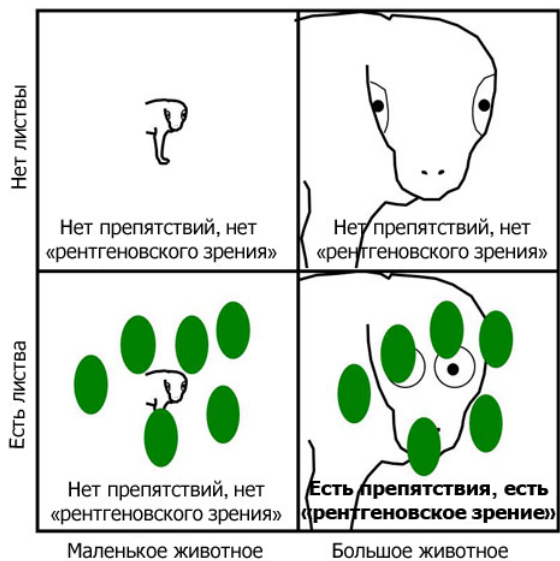 Нет листвы
Нет препятствий, нет
«рентгеновского зрения»
Нет препятствий, нет
«рентгеновского зрения»
Есть листва
Нет препятствий, нет
«рентгеновского зрения»
Есть препятствия, есть
«рентгеновское зрение»
Маленькое животное
Большое животное